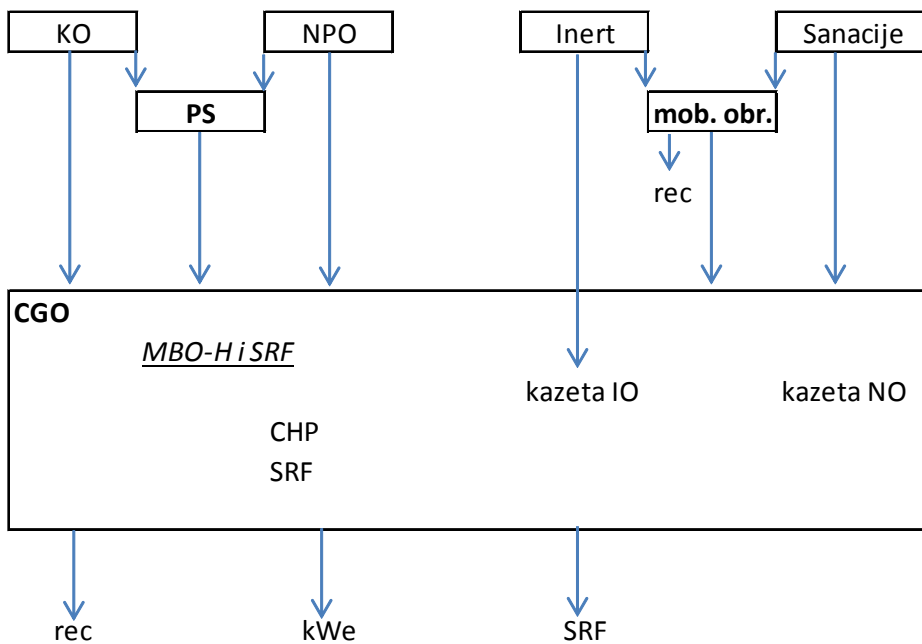 KO
NPO
Inert
Sanacije
PS
mob. obr.
rec
CGO
MBO-H i SRF
kazeta IO
kazeta NO
CHP
SRF
rec
kWe
SRF